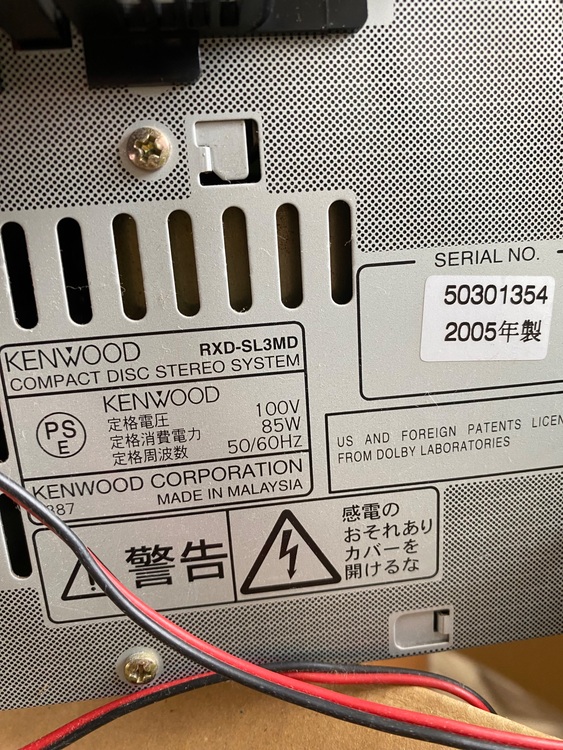 SERIAL NO.
50301354
2005年製
KENWOOD RXD-SL3MD
COMPACT DISC STEREO SYSTEM
PS
E
KENWOOD
定格電圧 100V
定格消費電力 85W
定格周波数 50/60Hz
KENWOOD CORPORATION
MADE IN MALAYSIA
US AND FOREIGN PATENTS
FROM DOLBY LABORATORIES
警告
感電の
おそれあり
カバーを
開けるな